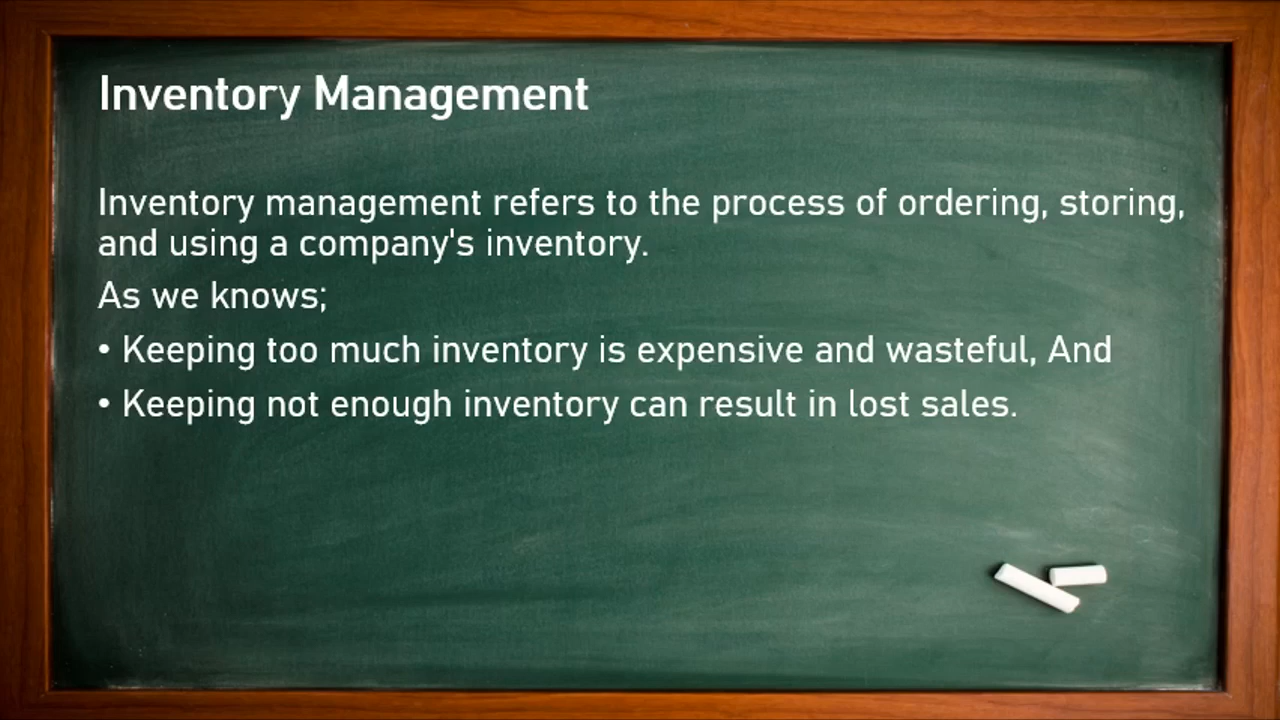 Inventory Management
Inventory management refers to the process of ordering, storing,
and using a company's inventory.
As we knows;
• Keeping too much inventory is expensive and wasteful, And
• Keeping not enough inventory can result in lost sales.